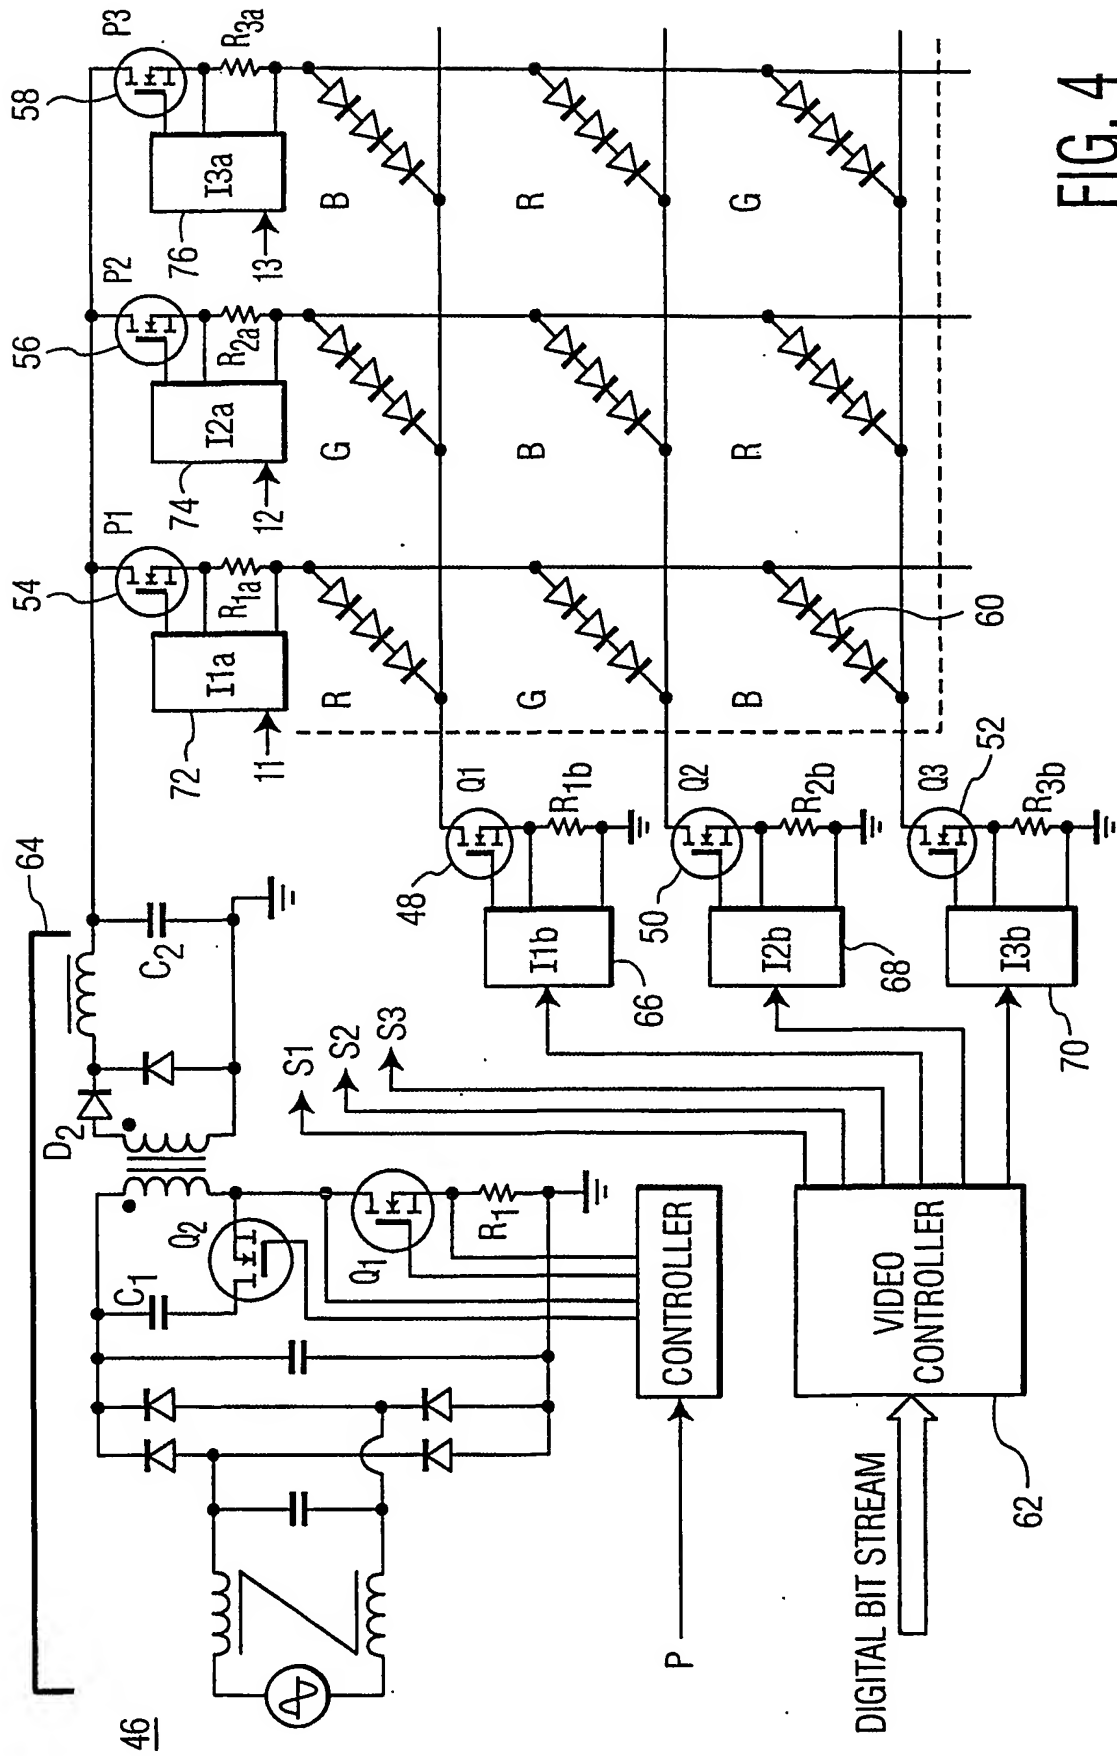 46
64
D2
C2
C1
Q2
Q1
R1
P
CONTROLLER
DIGITAL BIT STREAM
VIDEO
CONTROLLER
62
S1
S2
S3
54
P1
56
P2
58
P3
I1a
R1a
I2a
R2a
I3a
R3a
72
11
74
12
76
13
R
G
B
48
Q1
I1b
R1b
66
G
B
R
50
Q2
I2b
R2b
68
B
R
G
60
52
Q3
I3b
R3b
70
FIG. 4